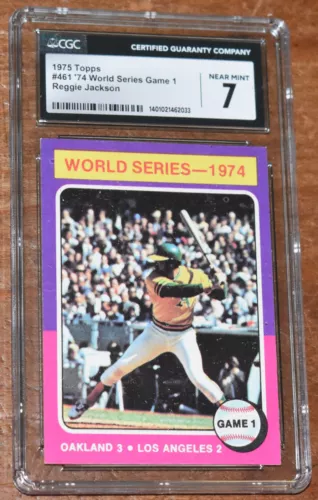 CGC
CERTIFIED GUARANTY COMPANY
1975 Topps
#461 '74 World Series Game 1
Reggie Jackson
NEAR MINT
7
1401021462033
WORLD SERIES—1974
GAME 1
OAKLAND 3 • LOS ANGELES 2